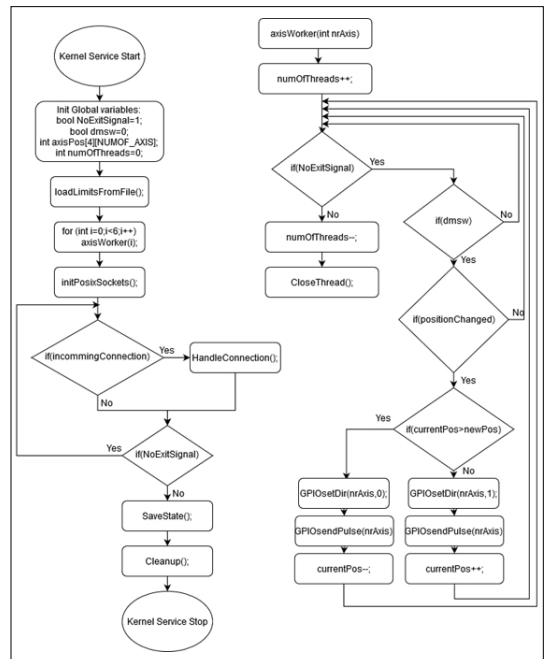 Kernel Service Start
Init Global variables:
bool NoExitSignal=1;
bool dmsw=0;
int axisPos[4][NUMOF_AXIS];
int numOfThreads=0;
loadLimitsFromFile();
for (int i=0;i<6;i++)
axisWorker(i);
initPosixSockets();
if(incommingConnection)
Yes
HandleConnection();
No
Yes
if(NoExitSignal)
No
SaveState();
Cleanup();
Kernel Service Stop
axisWorker(int nrAxis)
numOfThreads++;
if(NoExitSignal)
Yes
No
numOfThreads--;
CloseThread();
if(dmsw)
No
Yes
if(positionChanged)
No
Yes
Yes
if(currentPos>newPos)
No
GPIOsetDir(nrAxis,0);
GPIOsetDir(nrAxis,1);
GPIOsendPulse(nrAxis)
GPIOsendPulse(nrAxis)
currentPos--;
currentPos++;